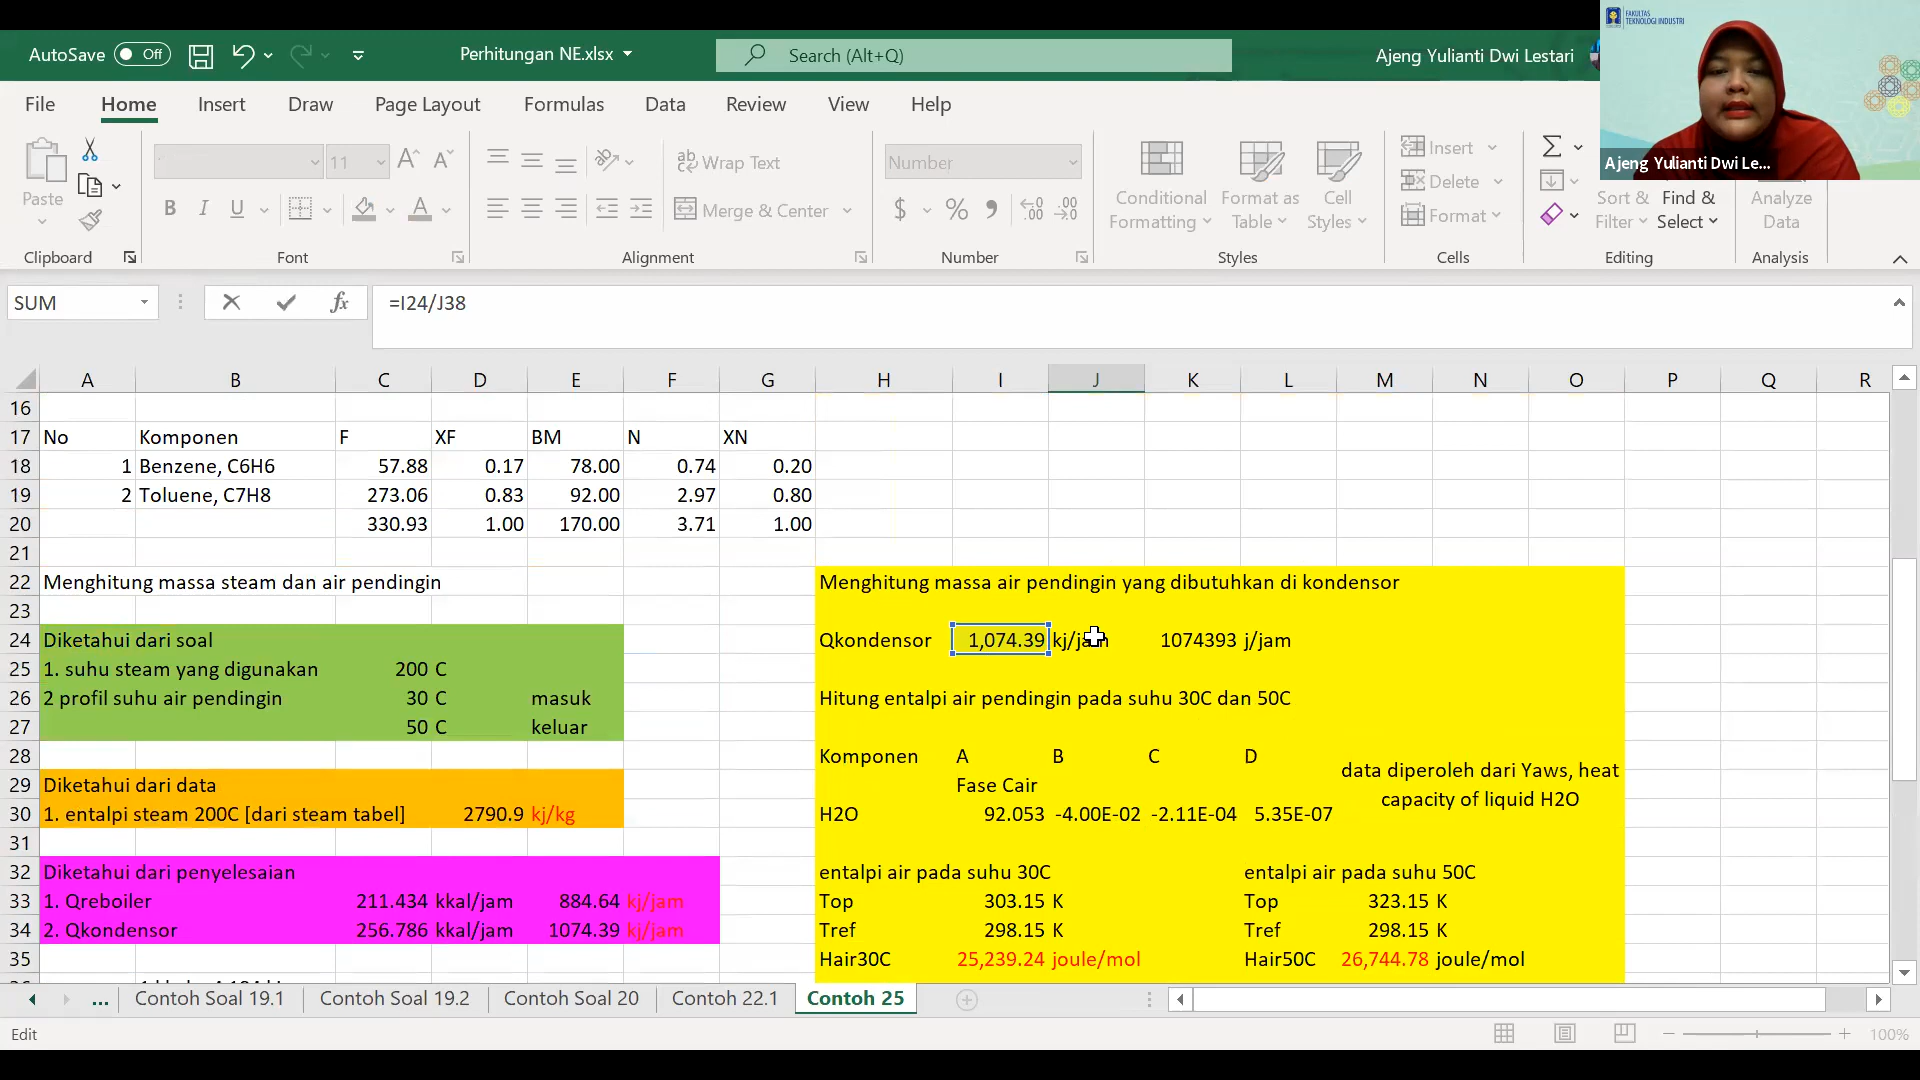 FAKULTAS
TEKNOLOGI INDUSTRI
AutoSave Off
Perhitungan NE.xlsx
Search (Alt+Q)
Ajeng Yulianti Dwi Lestari
Ajeng Yulianti Dwi Le...
File Home Insert Draw Page Layout Formulas Data Review View Help
Paste
11
B I U
Wrap Text
Merge & Center
Number
$ % 9
Conditional Formatting
Format as Table
Cell Styles
Insert
Delete
Format
Sort & Filter
Find & Select
Analyze Data
Clipboard Font Alignment Number Styles Cells Editing Analysis
SUM fx =I24/J38
A B C D E F G H I J K L M N O P Q R
16
17 No Komponen F XF BM N XN
18 1 Benzene, C6H6 57.88 0.17 78.00 0.74 0.20
19 2 Toluene, C7H8 273.06 0.83 92.00 2.97 0.80
20 330.93 1.00 170.00 3.71 1.00
21
22 Menghitung massa steam dan air pendingin Menghitung massa air pendingin yang dibutuhkan di kondensor
23
24 Diketahui dari soal Qkondensor 1,074.39 kj/jam 1074393 j/jam
25 1. suhu steam yang digunakan 200 C
26 2 profil suhu air pendingin 30 C masuk Hitung entalpi air pendingin pada suhu 30C dan 50C
27 50 C keluar
28 Komponen A B C D
29 Diketahui dari data Fase Cair data diperoleh dari Yaws, heat capacity of liquid H2O
30 1. entalpi steam 200C [dari steam tabel] 2790.9 kj/kg H2O 92.053 -4.00E-02 -2.11E-04 5.35E-07
31
32 Diketahui dari penyelesaian entalpi air pada suhu 30C entalpi air pada suhu 50C
33 1. Qreboiler 211.434 kkal/jam 884.64 kj/jam Top 303.15 K Top 323.15 K
34 2. Qkondensor 256.786 kkal/jam 1074.39 kj/jam Tref 298.15 K Tref 298.15 K
35 Hair30C 25,239.24 joule/mol Hair50C 26,744.78 joule/mol
... Contoh Soal 19.1 Contoh Soal 19.2 Contoh Soal 20 Contoh 22.1 Contoh 25
Edit 100%